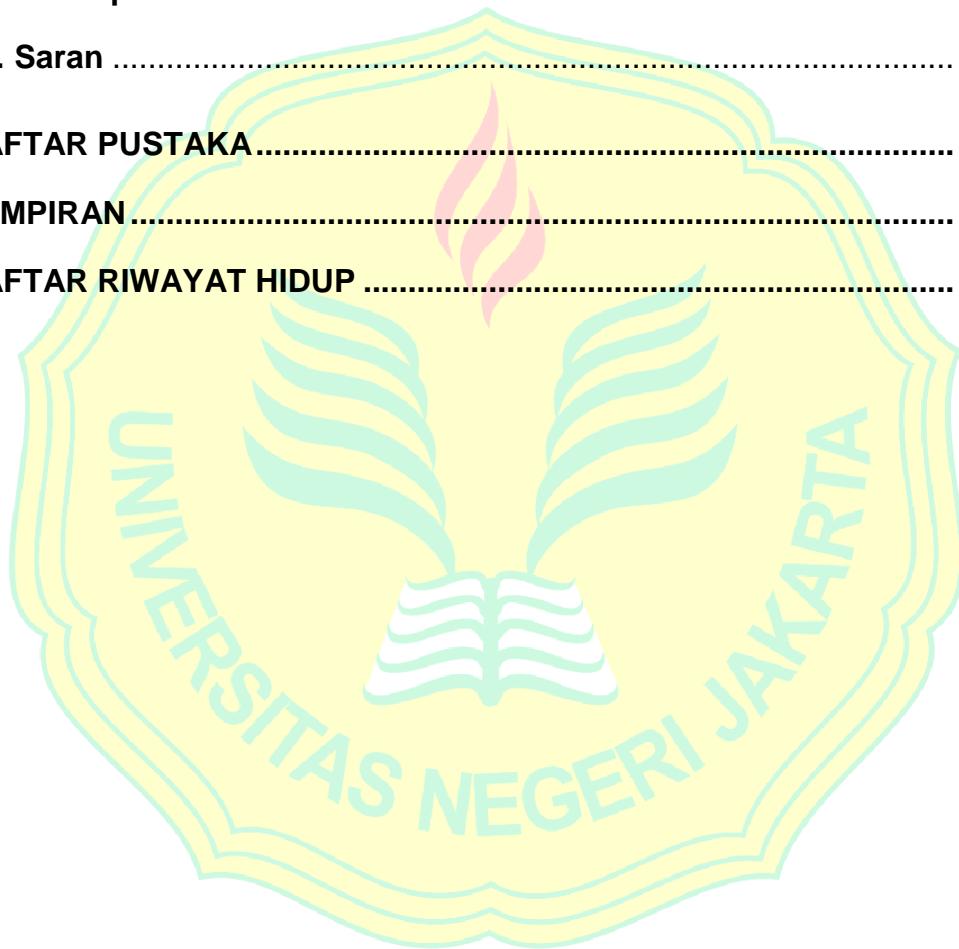 . Saran ........................................................................................................
AFTAR PUSTAKA................................................................................
MPIRAN..............................................................................................
AFTAR RIWAYAT HIDUP ...................................................................
UNIVERSITAS NEGERI JAKARTA